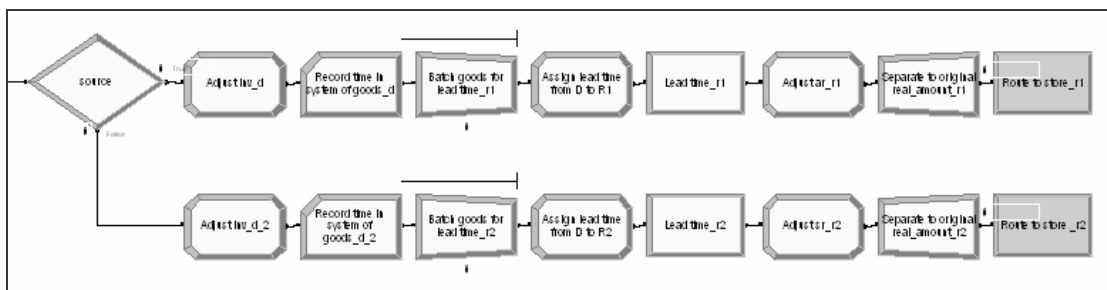 source
True
False
Adjust inv_d
Record time in
system of goods_d
Batch goods for
lead time_r1
Assign lead time
from D to R1
Lead time_r1
Adjust ar_r1
Separate to original
real_amount_r1
Route to store_r1
Adjust inv_d_2
Record time in
system of
goods_d_2
Batch goods for
lead time_r2
Assign lead time
from D to R2
Lead time_r2
Adjust sr_r2
Separate to original
real_amount_r2
Route to store_r2